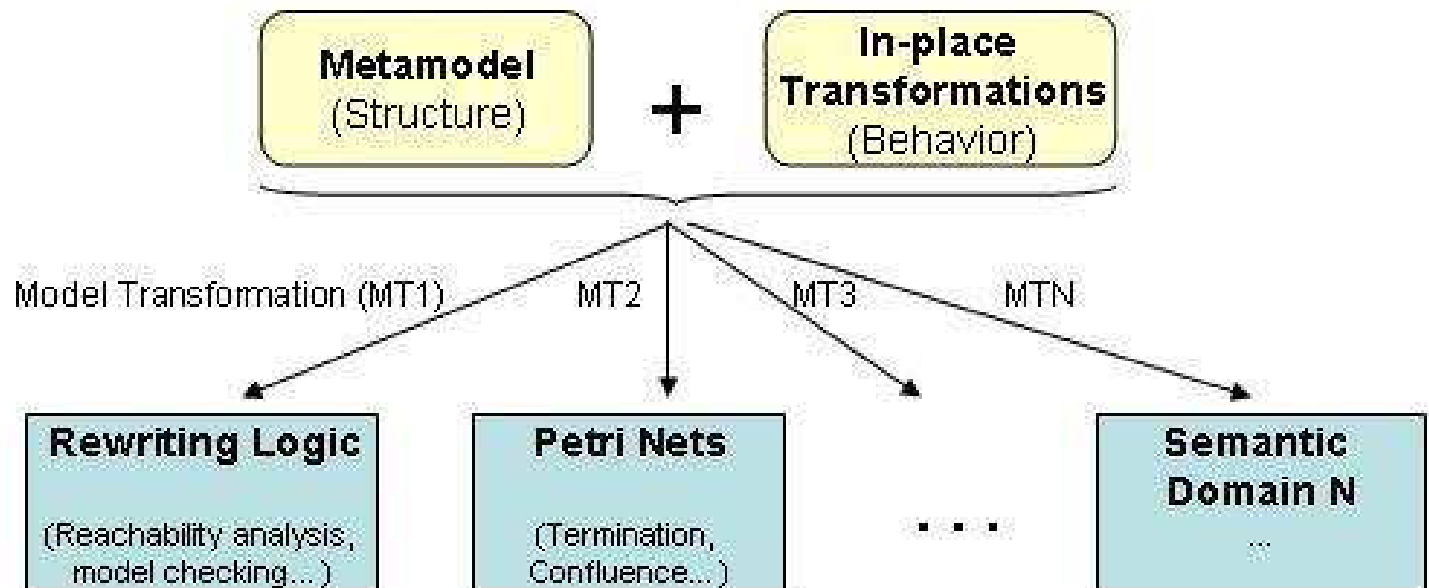 Metamodel
(Structure)
+
In-place
Transformations
(Behavior)
Model Transformation (MT1)
MT2
MT3
MTN
Rewriting Logic
(Reachability analysis,
model checking...)
Petri Nets
(Termination,
Confluence...)
. . .
Semantic
Domain N
...